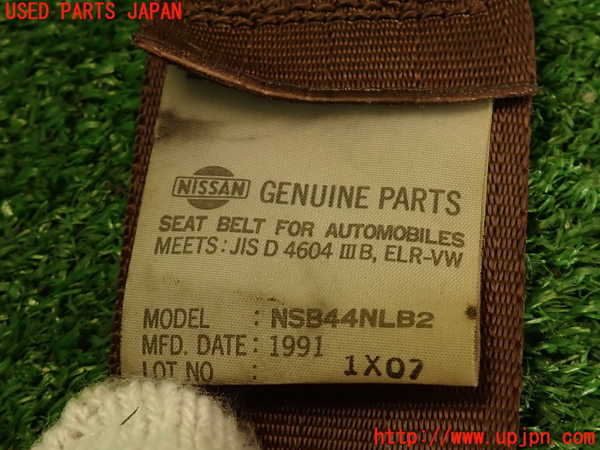 USED PARTS JAPAN
NISSAN GENUINE PARTS
SEAT BELT FOR AUTOMOBILES
MEETS: JIS D 4604 III B, ELR-VW
MODEL : NSB44NLB2
MFD. DATE: 1991
LOT NO : 1X07
http://www.upjpn.com/